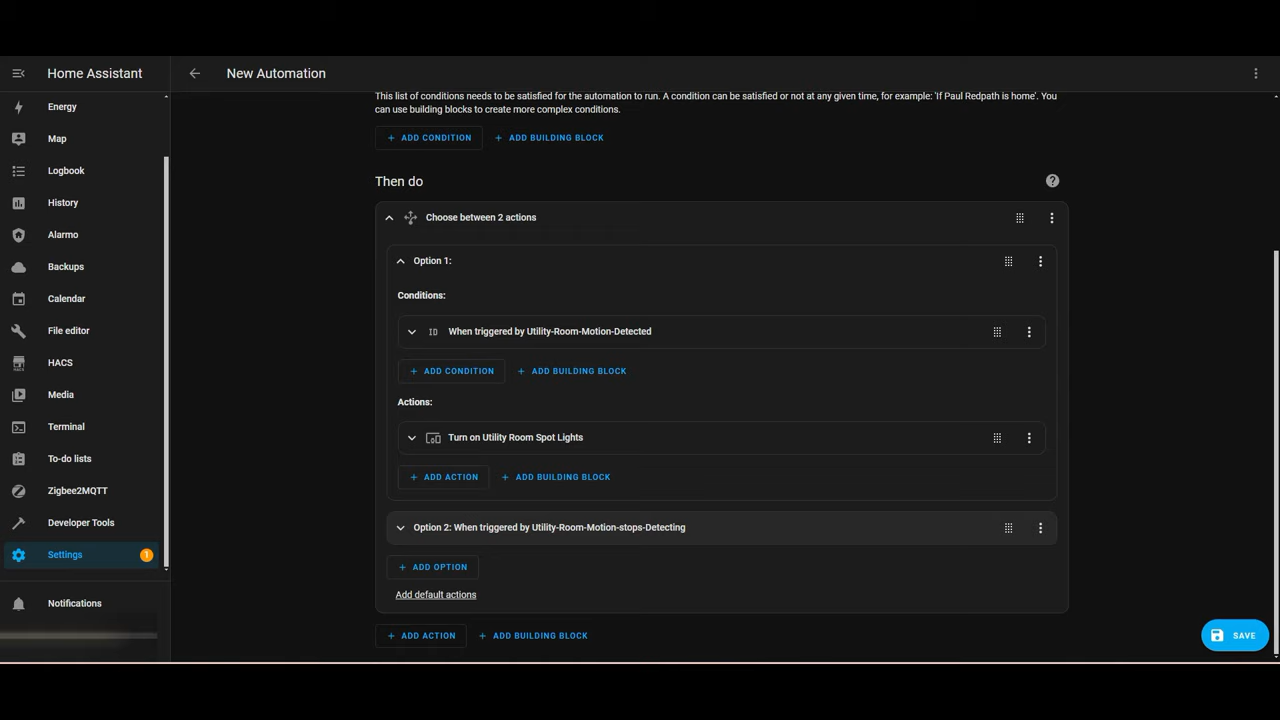 Home Assistant
New Automation
Energy
Map
Logbook
History
Alarmo
Backups
Calendar
File editor
HACS
HACS
Media
Terminal
To-do lists
Zigbee2MQTT
Developer Tools
Settings
1
Notifications
This list of conditions needs to be satisfied for the automation to run. A condition can be satisfied or not at any given time, for example: 'If Paul Redpath is home'. You
can use building blocks to create more complex conditions.
+ ADD CONDITION + ADD BUILDING BLOCK
Then do
Choose between 2 actions
Option 1:
Conditions:
ID When triggered by Utility-Room-Motion-Detected
+ ADD CONDITION + ADD BUILDING BLOCK
Actions:
Turn on Utility Room Spot Lights
+ ADD ACTION + ADD BUILDING BLOCK
Option 2: When triggered by Utility-Room-Motion-stops-Detecting
+ ADD OPTION
Add default actions
+ ADD ACTION + ADD BUILDING BLOCK
SAVE